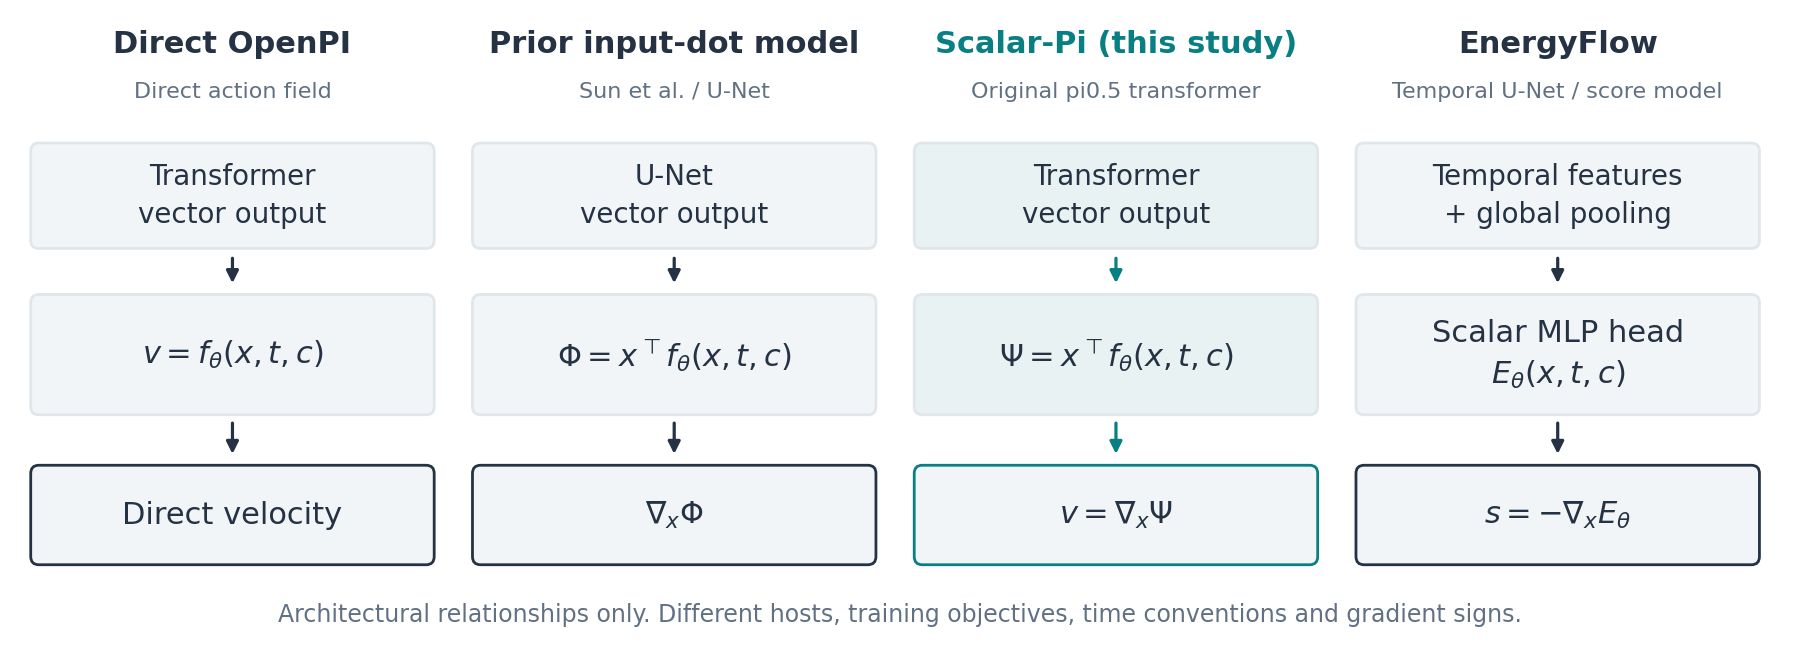 Direct OpenPI
Direct action field
Transformer
vector output
v = fθ(x, t, c)
Direct velocity
Prior input-dot model
Sun et al. / U-Net
U-Net
vector output
Φ = x⊤fθ(x, t, c)
∇ₓΦ
Scalar-Pi (this study)
Original pi0.5 transformer
Transformer
vector output
Ψ = x⊤fθ(x, t, c)
v = ∇ₓΨ
EnergyFlow
Temporal U-Net / score model
Temporal features
+ global pooling
Scalar MLP head
Eθ(x, t, c)
s = −∇ₓEθ
Architectural relationships only. Different hosts, training objectives, time conventions and gradient signs.